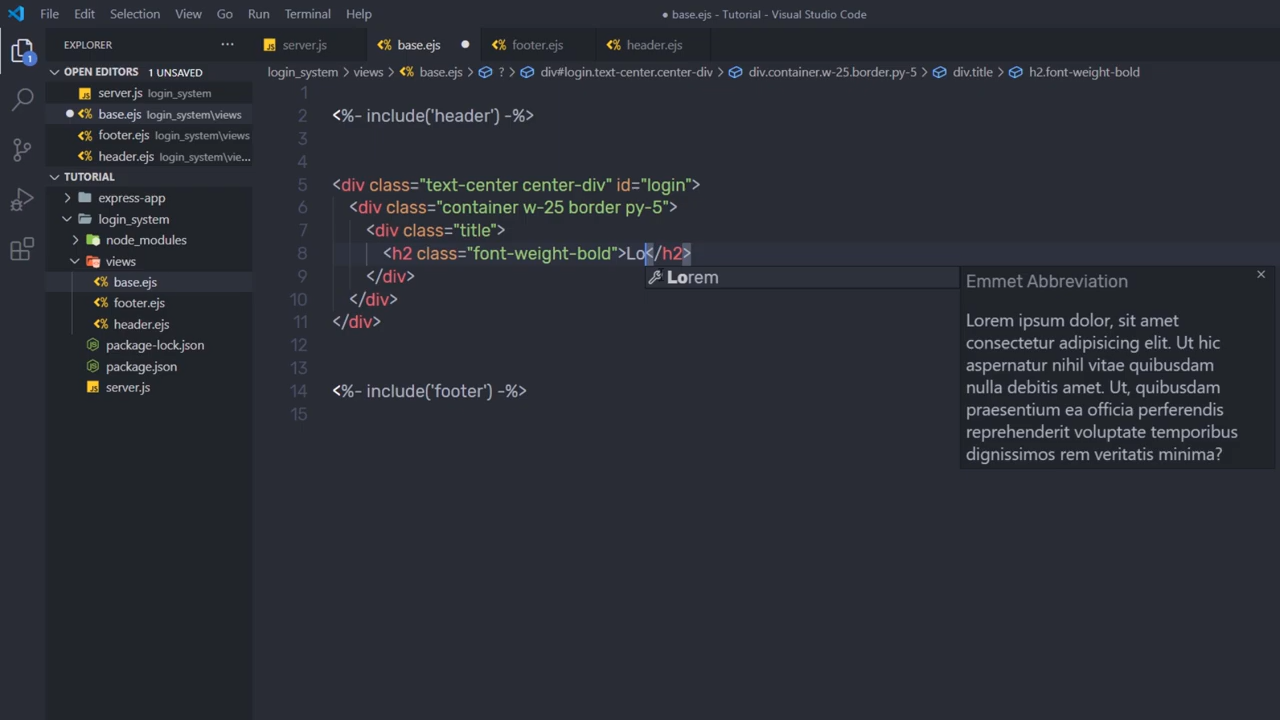 File Edit Selection View Go Run Terminal Help
● base.ejs - Tutorial - Visual Studio Code
EXPLORER ···
server.js
base.ejs
footer.ejs
header.ejs
1
OPEN EDITORS 1 UNSAVED
login_system > views > base.ejs > ? > div#login.text-center.center-div > div.container.w-25.border.py-5 > div.title > h2.font-weight-bold
server.js login_system
base.ejs login_system\views
footer.ejs login_system\views
header.ejs login_system\vie...
TUTORIAL
express-app
login_system
node_modules
views
base.ejs
footer.ejs
header.ejs
package-lock.json
package.json
server.js
1
2 <%- include('header') -%>
3
4
5 <div class="text-center center-div" id="login">
6 <div class="container w-25 border py-5">
7 <div class="title">
8 <h2 class="font-weight-bold">Lo</h2>
9 </div>
10 </div>
11 </div>
12
13
14 <%- include('footer') -%>
15
Lorem
Emmet Abbreviation
Lorem ipsum dolor, sit amet
consectetur adipisicing elit. Ut hic
aspernatur nihil vitae quibusdam
nulla debitis amet. Ut, quibusdam
praesentium ea officia perferendis
reprehenderit voluptate temporibus
dignissimos rem veritatis minima?